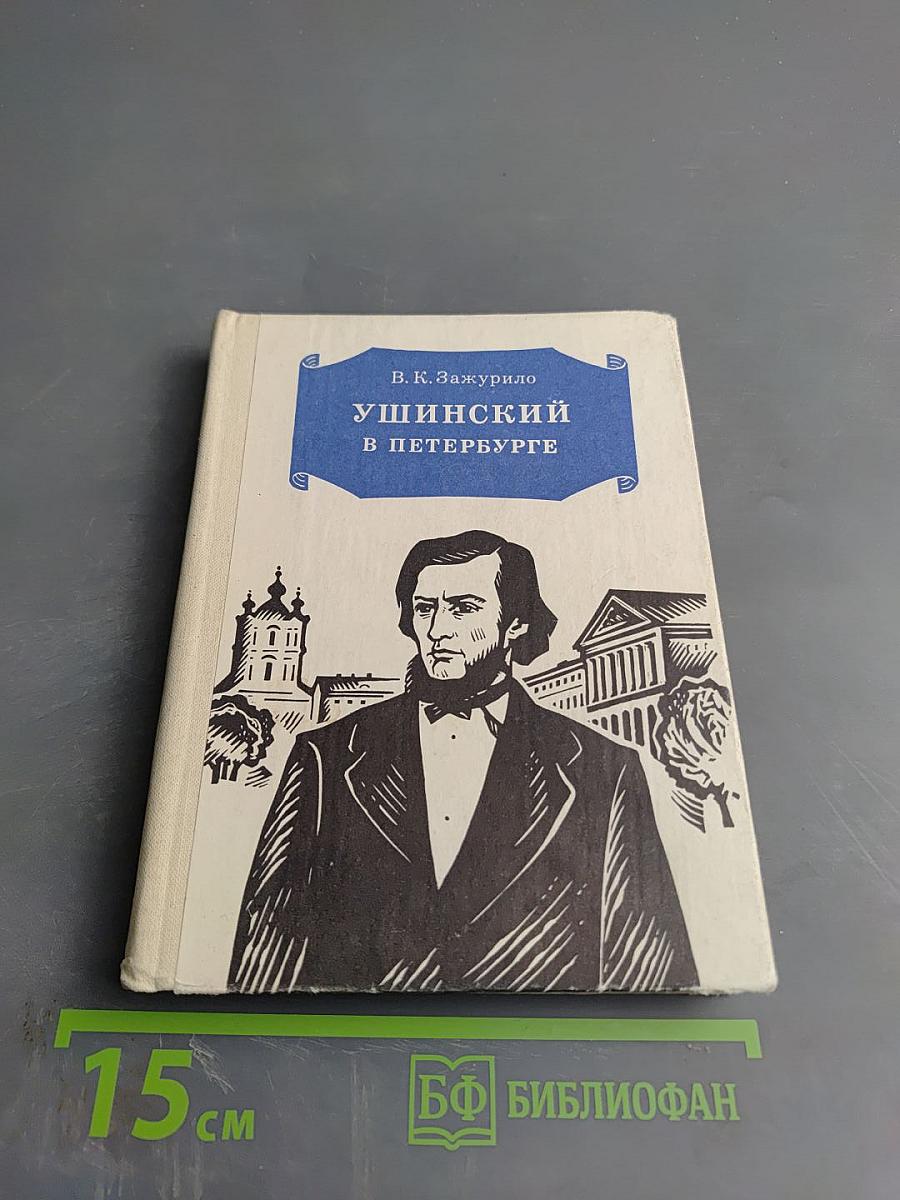 В. К. Зажурило
УШИНСКИЙ
В ПЕТЕРБУРГЕ
15 см
БФ БИБЛИОФАН